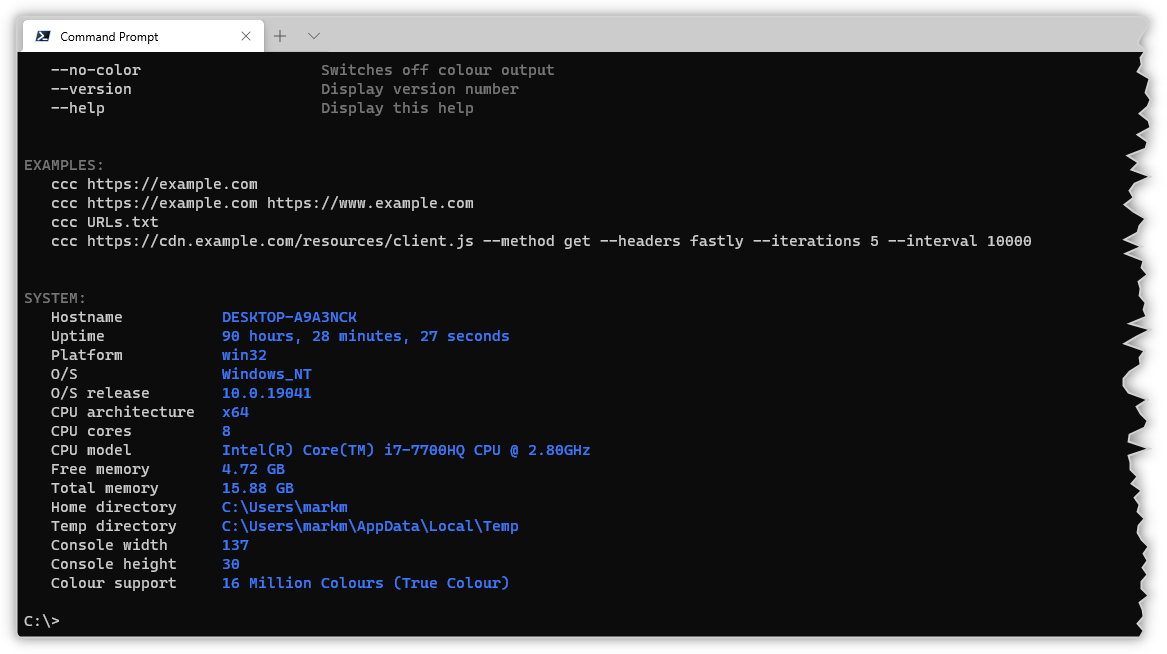 Command Prompt
--no-color Switches off colour output
--version Display version number
--help Display this help
EXAMPLES:
ccc https://example.com
ccc https://example.com https://www.example.com
ccc URLs.txt
ccc https://cdn.example.com/resources/client.js --method get --headers fastly --iterations 5 --interval 10000
SYSTEM:
Hostname DESKTOP-A9A3NCK
Uptime 90 hours, 28 minutes, 27 seconds
Platform win32
O/S Windows_NT
O/S release 10.0.19041
CPU architecture x64
CPU cores 8
CPU model Intel(R) Core(TM) i7-7700HQ CPU @ 2.80GHz
Free memory 4.72 GB
Total memory 15.88 GB
Home directory C:\Users\markm
Temp directory C:\Users\markm\AppData\Local\Temp
Console width 137
Console height 30
Colour support 16 Million Colours (True Colour)
C:\>